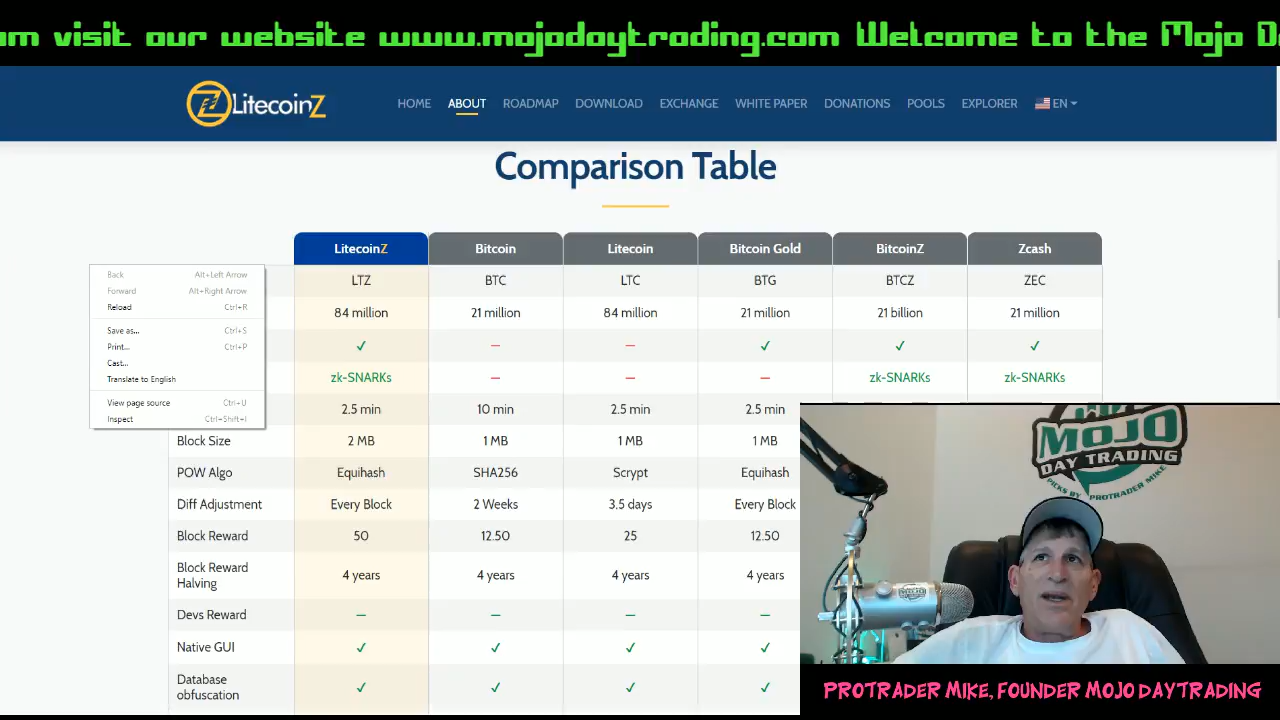 um visit our website www.mojodaytrading.com Welcome to the Mojo D
LitecoinZ
HOME ABOUT ROADMAP DOWNLOAD EXCHANGE WHITE PAPER DONATIONS POOLS EXPLORER EN
Comparison Table
LitecoinZ Bitcoin Litecoin Bitcoin Gold BitcoinZ Zcash
LTZ BTC LTC BTG BTCZ ZEC
84 million 21 million 84 million 21 million 21 billion 21 million
✓ — — ✓ ✓ ✓
zk-SNARKs — — — zk-SNARKs zk-SNARKs
2.5 min 10 min 2.5 min 2.5 min
Back Alt+Left Arrow
Forward Alt+Right Arrow
Reload Ctrl+R
Save as... Ctrl+S
Print... Ctrl+P
Cast...
Translate to English
View page source Ctrl+U
Inspect Ctrl+Shift+I
Block Size 2 MB 1 MB 1 MB 1 MB
POW Algo Equihash SHA256 Scrypt Equihash
Diff Adjustment Every Block 2 Weeks 3.5 days Every Block
Block Reward 50 12.50 25 12.50
Block Reward
Halving 4 years 4 years 4 years 4 years
Devs Reward — — — —
Native GUI ✓ ✓ ✓ ✓
Database
obfuscation ✓ ✓ ✓ ✓
MOJO
DAY TRADING
PICKS BY PROTRADER MIKE
MOJO
PROTRADER MIKE, FOUNDER MOJO DAYTRADING